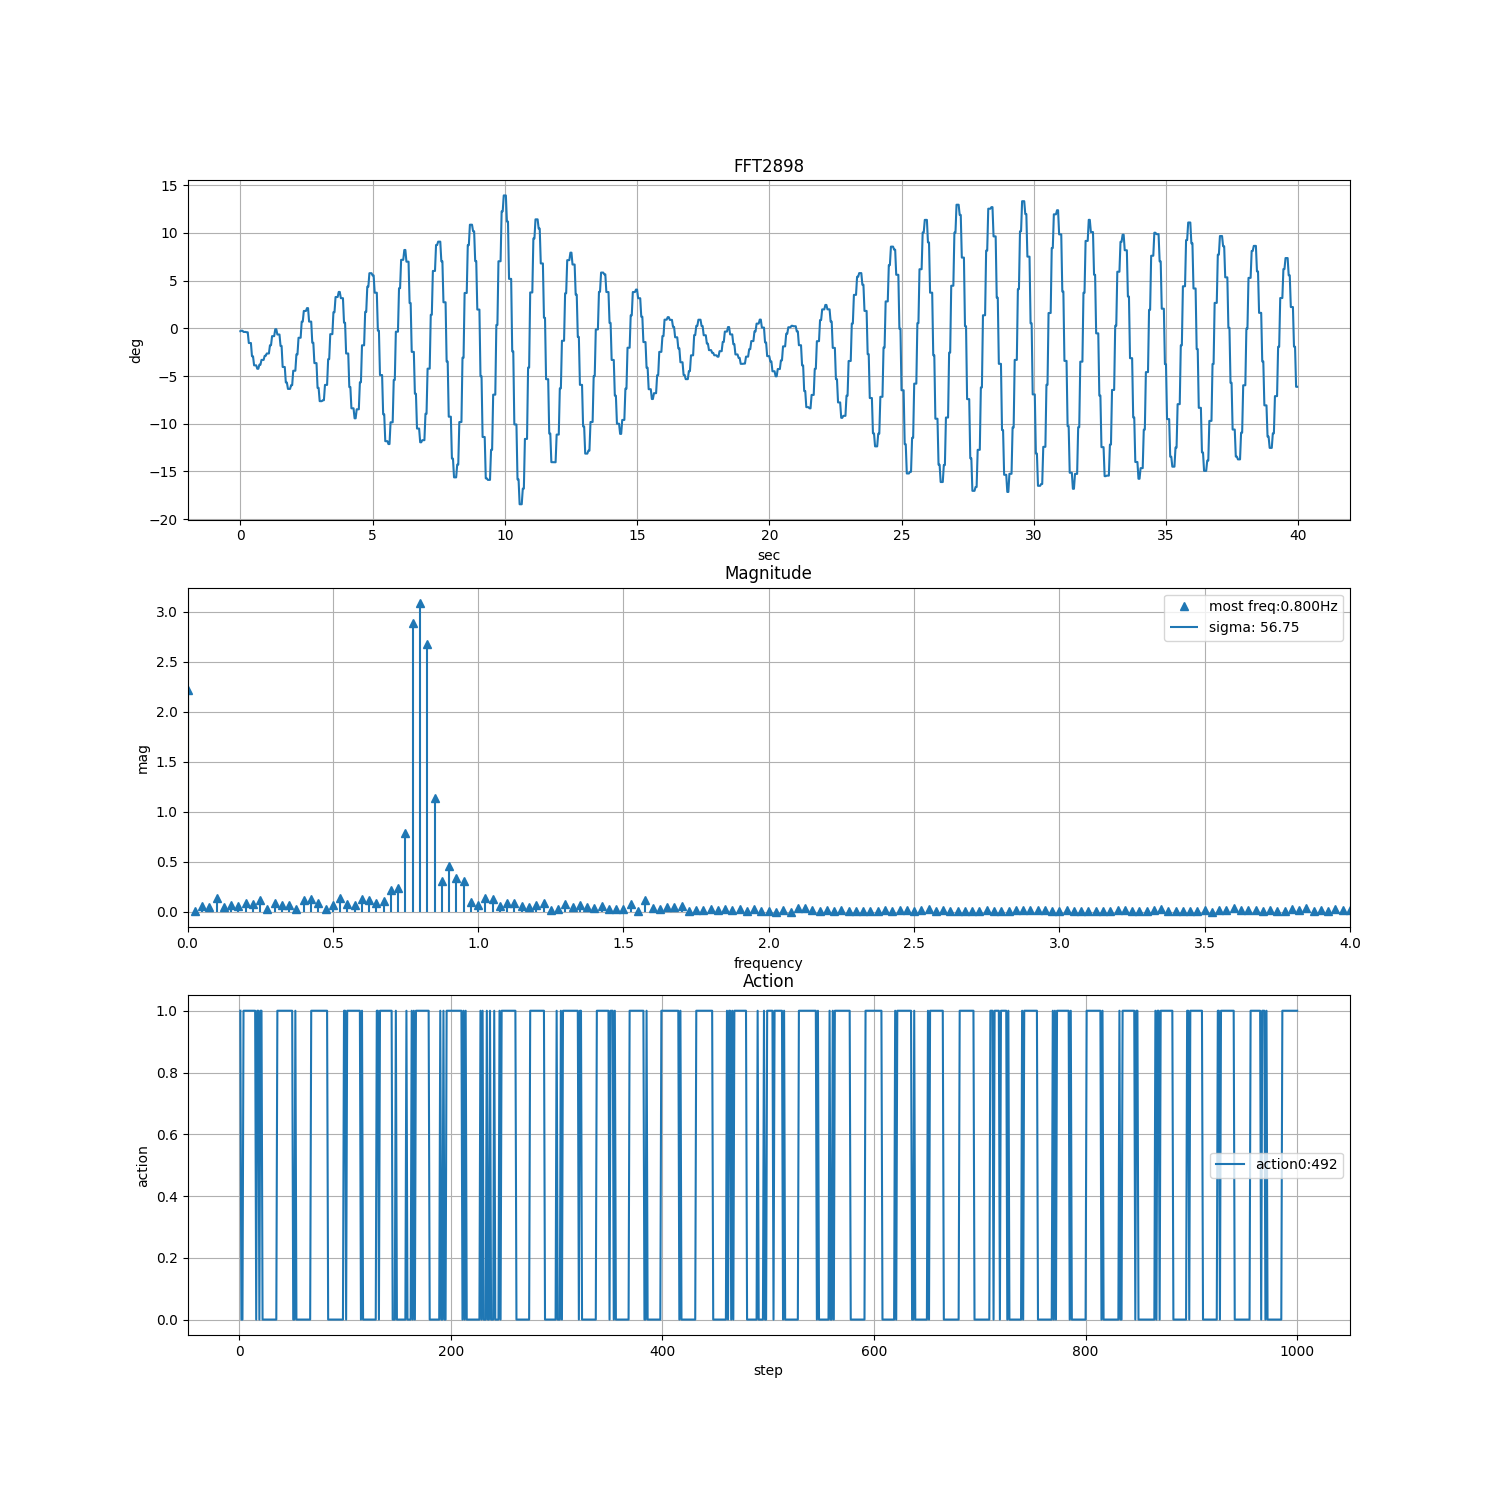 FFT2898
15
10
5
0
−5
−10
−15
−20
deg
0 5 10 15 20 25 30 35 40
sec
Magnitude
3.0
2.5
2.0
1.5
1.0
0.5
0.0
mag
most freq:0.800Hz
sigma: 56.75
0.0 0.5 1.0 1.5 2.0 2.5 3.0 3.5 4.0
frequency
Action
1.0
0.8
0.6
0.4
0.2
0.0
action
action0:492
0 200 400 600 800 1000
step